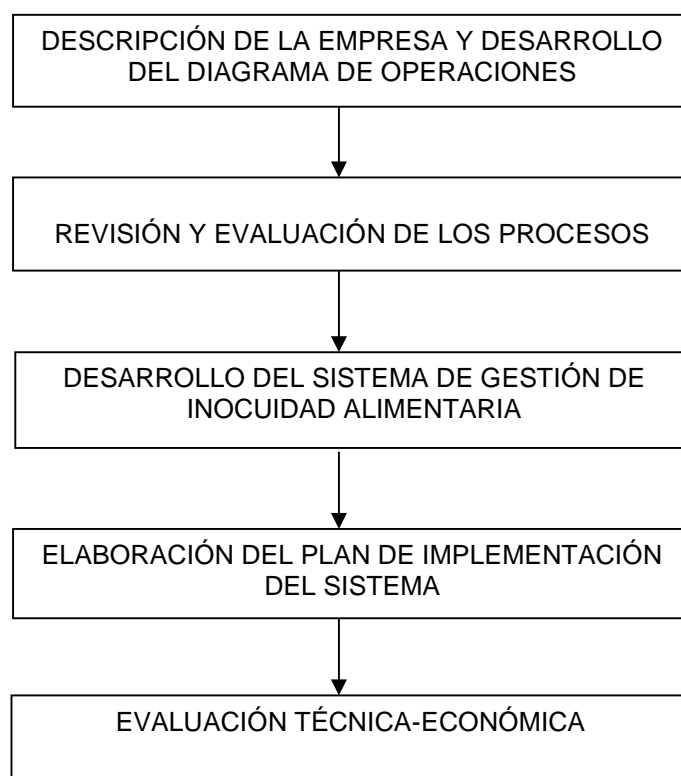 DESCRIPCIÓN DE LA EMPRESA Y DESARROLLO
DEL DIAGRAMA DE OPERACIONES
REVISIÓN Y EVALUACIÓN DE LOS PROCESOS
DESARROLLO DEL SISTEMA DE GESTIÓN DE
INOCUIDAD ALIMENTARIA
ELABORACIÓN DEL PLAN DE IMPLEMENTACIÓN
DEL SISTEMA
EVALUACIÓN TÉCNICA-ECONÓMICA